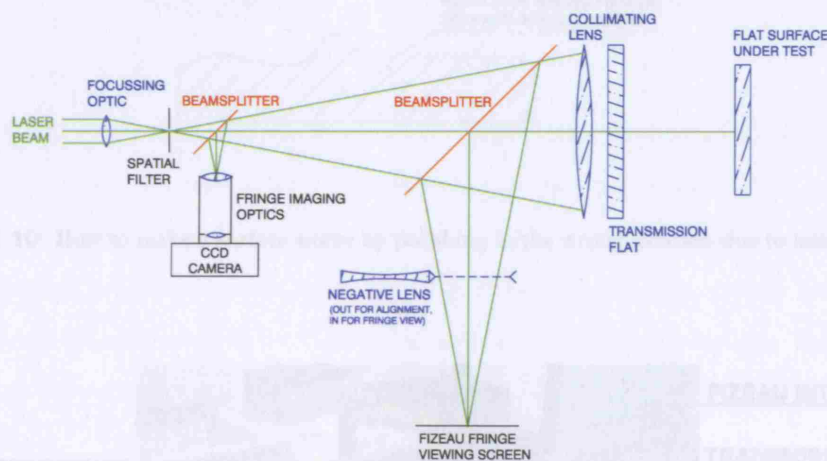 COLLIMATING
LENS
FLAT SURFACE
UNDER TEST
FOCUSSING
OPTIC
BEAMSPLITTER
BEAMSPLITTER
LASER
BEAM
SPATIAL
FILTER
FRINGE IMAGING
OPTICS
CCD
CAMERA
TRANSMISSION
FLAT
NEGATIVE LENS
(OUT FOR ALIGNMENT,
IN FOR FRINGE VIEW)
FIZEAU FRINGE
VIEWING SCREEN